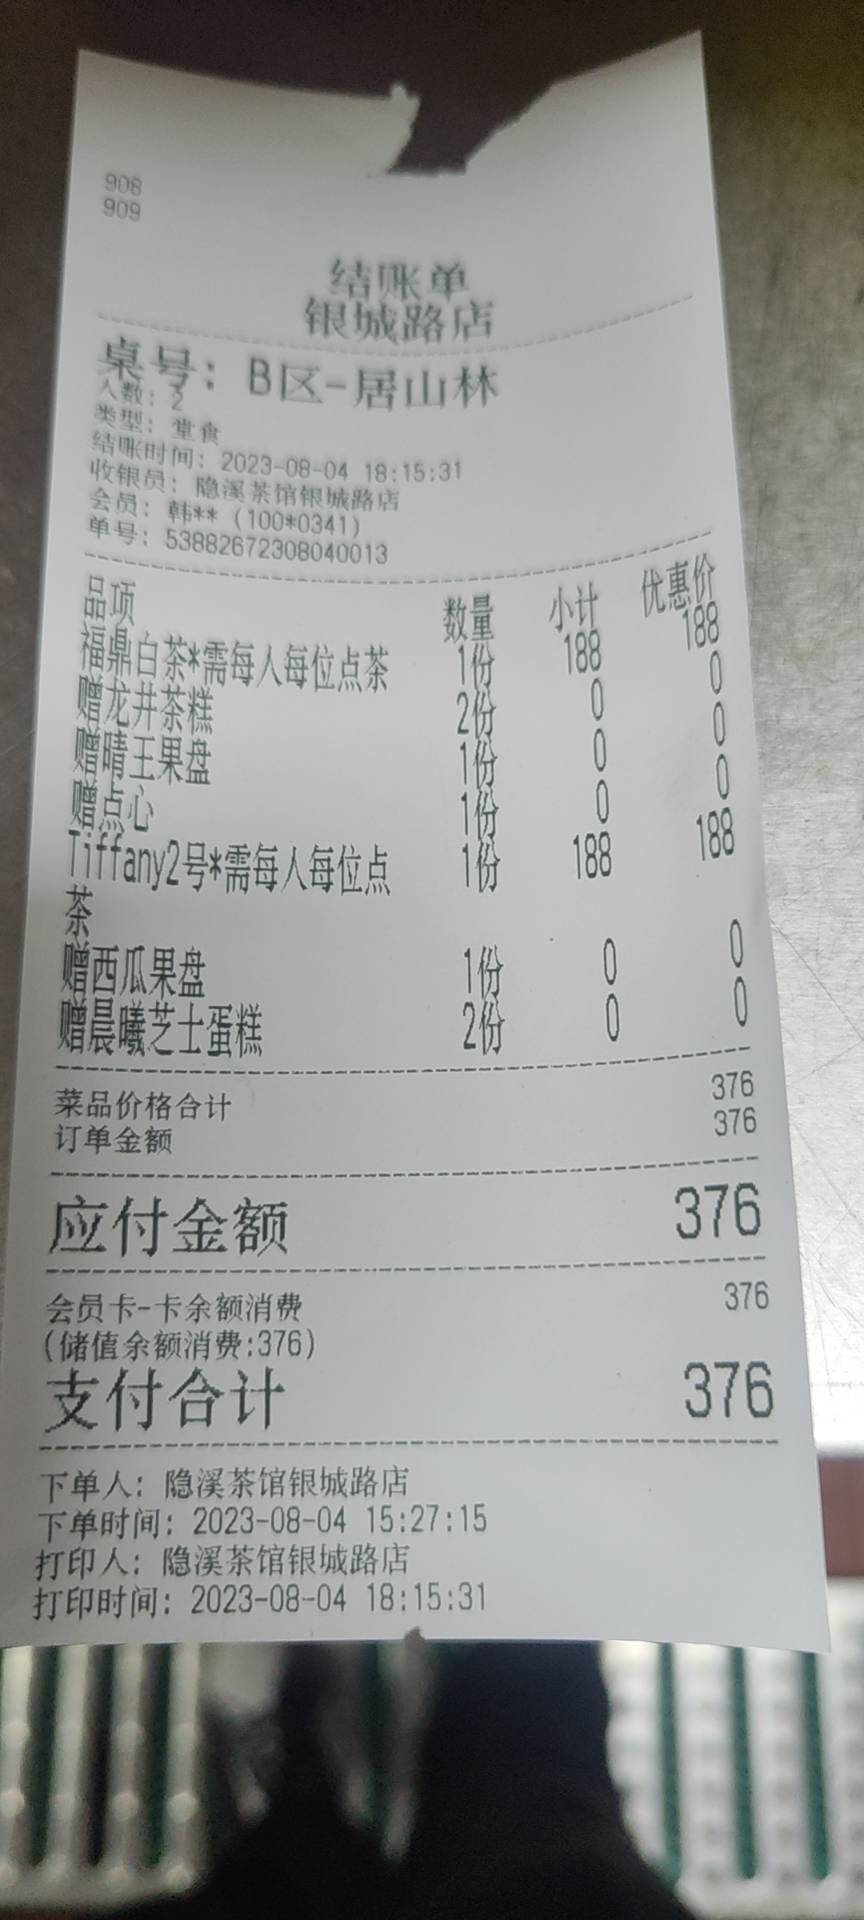 908
909
结账单
银城路店
桌号: B区-居山林
人数: 2
类型: 堂食
结账时间: 2023-08-04 18:15:31
收银员: 隐溪茶馆银城路店
会员: 韩** (100*0341)
单号: 53882672308040013
品项 数量 小计 优惠价
福鼎白茶*需每人每位点茶 1份 188 188
赠龙井茶糕 2份 0 0
赠晴王果盘 1份 0 0
赠点心 1份 0 0
Tiffany2号*需每人每位点 1份 188 188
茶
赠西瓜果盘 1份 0 0
赠晨曦芝士蛋糕 2份 0 0
菜品价格合计 376
订单金额 376
应付金额 376
会员卡-卡余额消费 376
(储值余额消费:376)
支付合计 376
下单人: 隐溪茶馆银城路店
下单时间: 2023-08-04 15:27:15
打印人: 隐溪茶馆银城路店
打印时间: 2023-08-04 18:15:31